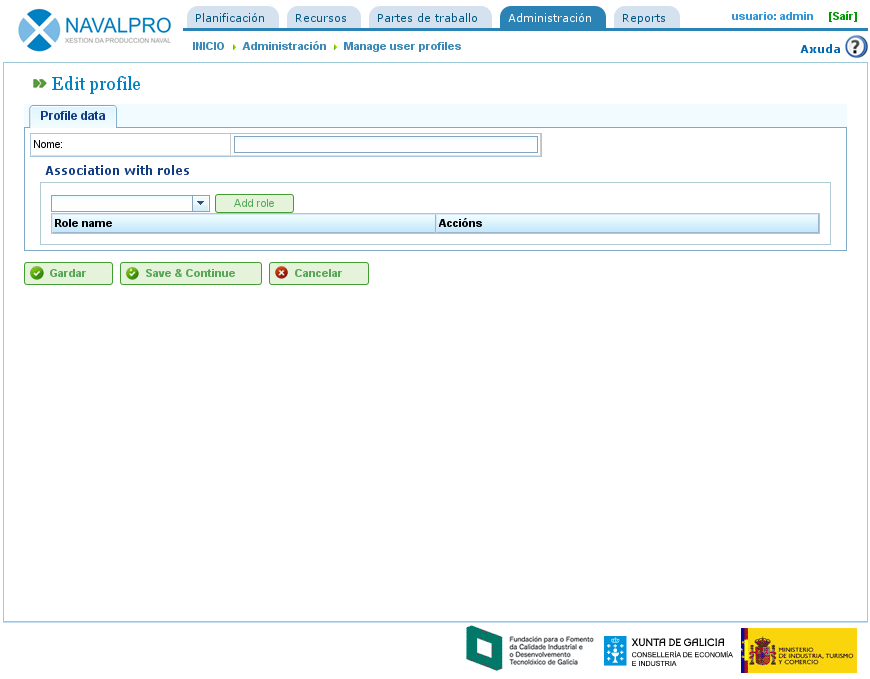 NAVALPRO
XESTION DA PRODUCCION NAVAL
Planificación
Recursos
Partes de traballo
Administración
Reports
usuario: admin
[Saír]
INICIO
Administración
Manage user profiles
Axuda ?
Edit profile
Profile data
Nome:
Association with roles
Add role
Role name
Accións
Gardar
Save & Continue
Cancelar
Fundación para o Fomento
da Calidade Industrial e
o Desenvolvemento
Tecnolóxico de Galicia
XUNTA DE GALICIA
CONSELLERÍA DE ECONOMÍA
E INDUSTRIA
MINISTERIO
DE INDUSTRIA, TURISMO
Y COMERCIO